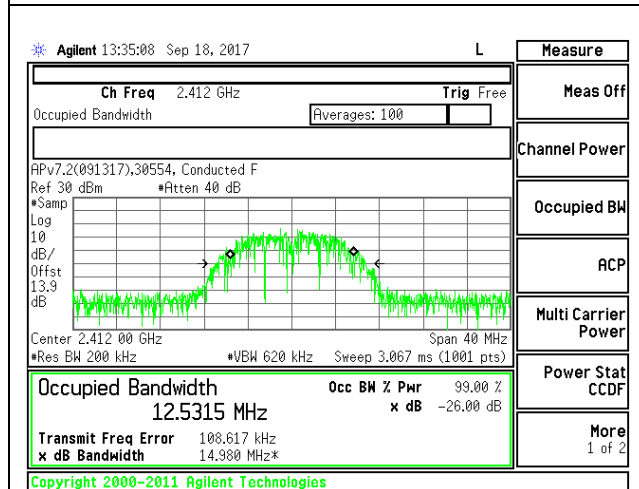 Agilent 13:35:08 Sep 18, 2017 L
Measure
Ch Freq 2.412 GHz Trig Free
Occupied Bandwidth Averages: 100
APv7.2(091317),30554, Conducted F
Ref 30 dBm #Atten 40 dB
#Samp
Log
10
dB/
Offst
13.9
dB
Center 2.412 00 GHz Span 40 MHz
#Res BW 200 kHz #VBW 620 kHz Sweep 3.067 ms (1001 pts)
Occupied Bandwidth Occ BW % Pwr 99.00 %
12.5315 MHz x dB -26.00 dB
Transmit Freq Error 108.617 kHz
x dB Bandwidth 14.980 MHz*
Copyright 2000-2011 Agilent Technologies
Meas Off
Channel Power
Occupied BW
ACP
Multi Carrier
Power
Power Stat
CCDF
More
1 of 2